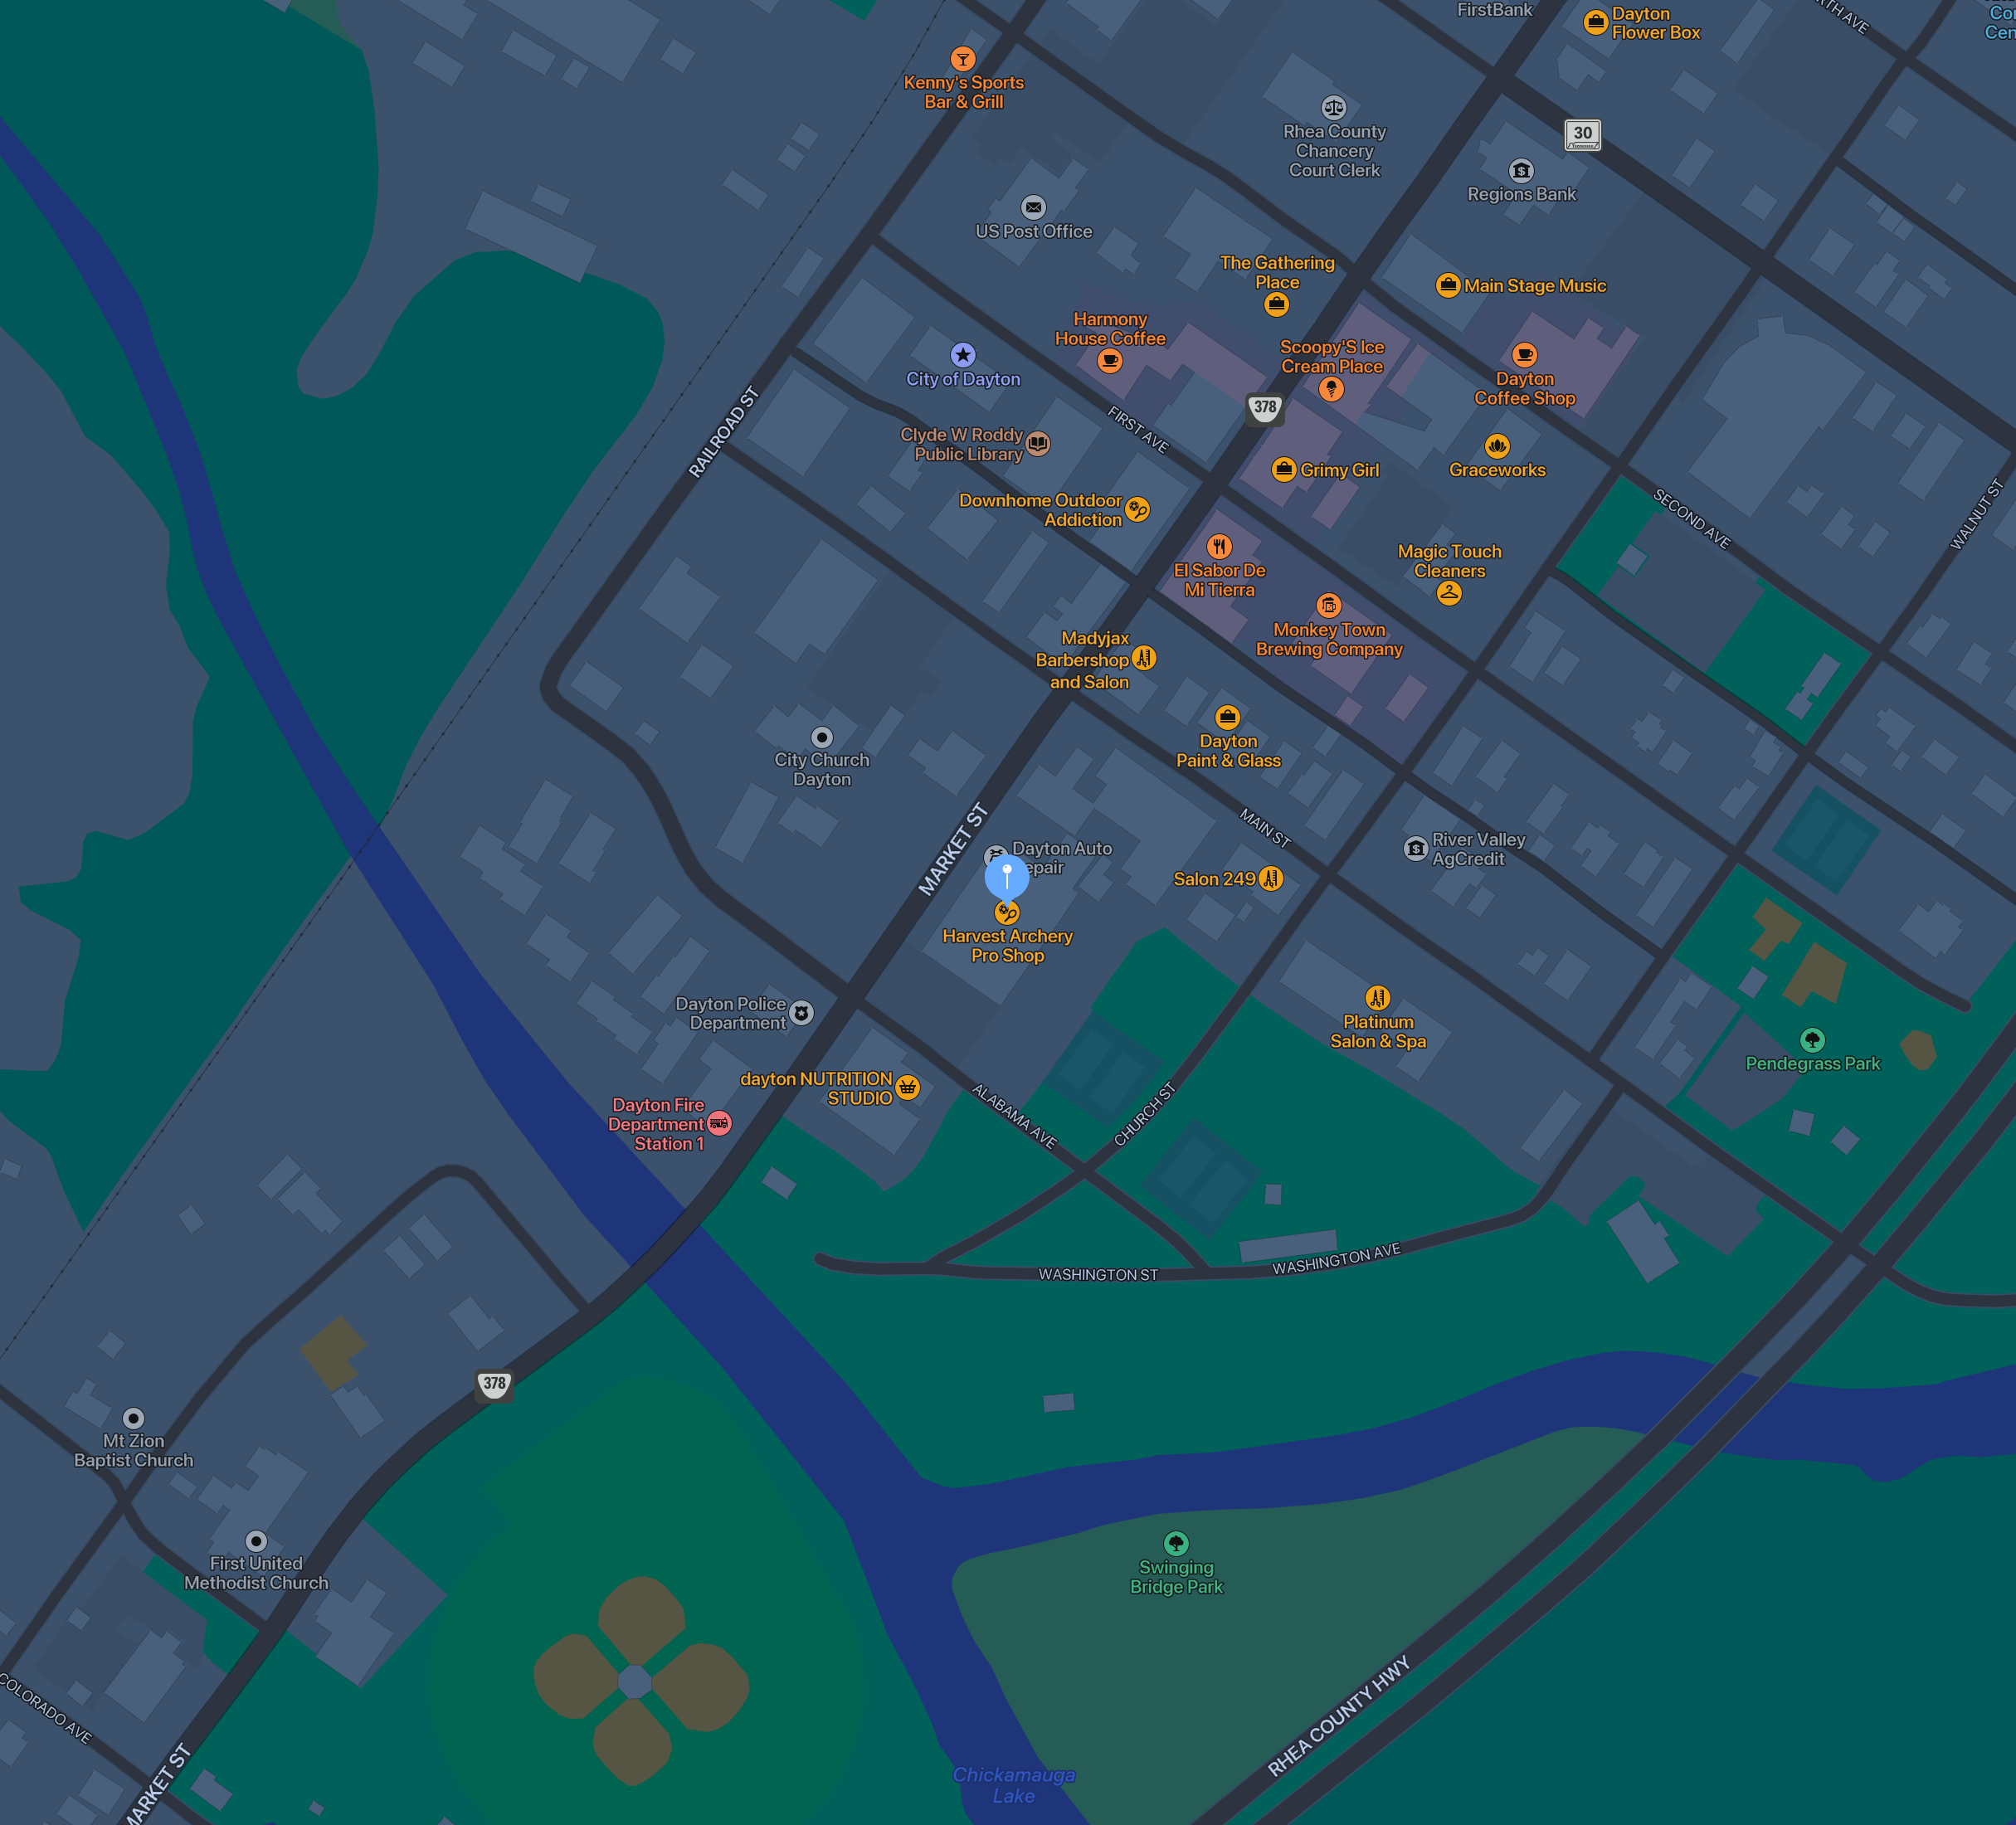 FirstBank
Dayton
Flower Box
RTH AVE
Co
Cen
Kenny's Sports
Bar & Grill
Rhea County
Chancery
Court Clerk
30
Regions Bank
US Post Office
The Gathering
Place
Main Stage Music
Harmony
House Coffee
Scoopy'S Ice
Cream Place
City of Dayton
Dayton
Coffee Shop
378
RAILROAD ST
FIRST AVE
Clyde W Roddy
Public Library
Grimy Girl
Graceworks
Downhome Outdoor
Addiction
SECOND AVE
WALNUT ST
El Sabor De
Mi Tierra
Magic Touch
Cleaners
Madyjax
Barbershop
and Salon
Monkey Town
Brewing Company
Dayton
Paint & Glass
City Church
Dayton
MARKET ST
MAIN ST
Dayton Auto
epair
River Valley
AgCredit
Salon 249
Harvest Archery
Pro Shop
Dayton Police
Department
Platinum
Salon & Spa
Pendegrass Park
dayton NUTRITION
STUDIO
Dayton Fire
Department
Station 1
ALABAMA AVE
CHURCH ST
WASHINGTON ST
WASHINGTON AVE
378
Mt Zion
Baptist Church
First United
Methodist Church
Swinging
Bridge Park
COLORADO AVE
MARKET ST
RHEA COUNTY HWY
Chickamauga
Lake